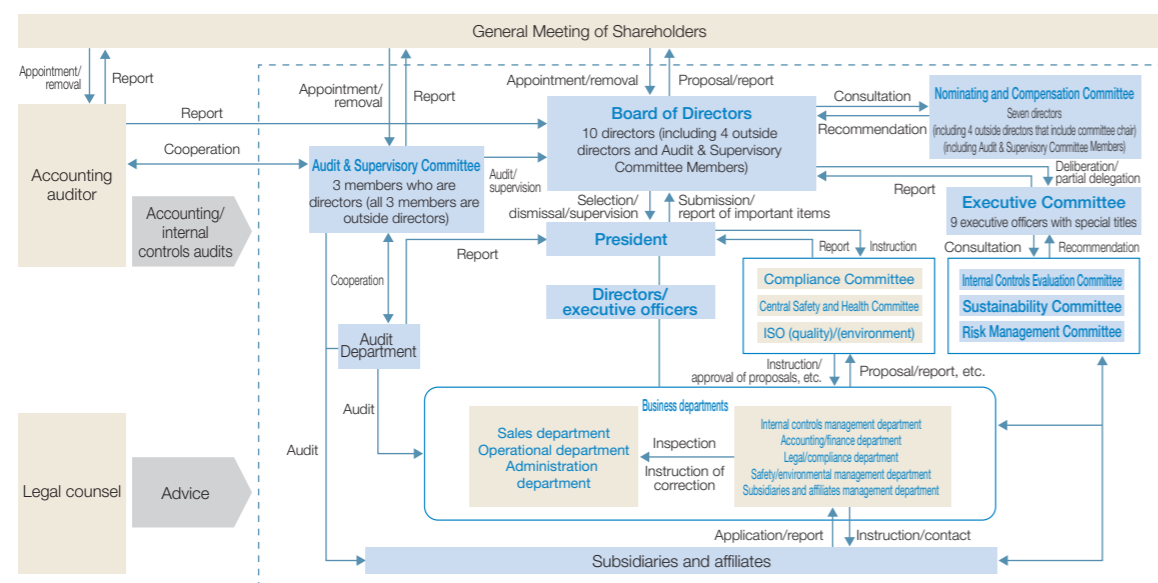 General Meeting of Shareholders
Appointment/
removal
Report
Appointment/
removal
Report
Appointment/removal
Proposal/report
Accounting
auditor
Report
Cooperation
Accounting/
internal
controls audits
Audit & Supervisory Committee
3 members who are
directors (all 3 members are
outside directors)
Audit/
supervision
Board of Directors
10 directors (including 4 outside
directors and Audit & Supervisory
Committee Members)
Consultation
Recommendation
Nominating and Compensation Committee
Seven directors
(including 4 outside directors that include committee chair)
(including Audit & Supervisory Committee Members)
Deliberation/
partial delegation
Report
Executive Committee
9 executive officers with special titles
Consultation
Recommendation
Selection/
dismissal/supervision
Submission/
report of important items
President
Report
Cooperation
Report
Instruction
Directors/
executive officers
Compliance Committee
Central Safety and Health Committee
ISO (quality)/(environment)
Internal Controls Evaluation Committee
Sustainability Committee
Risk Management Committee
Audit
Department
Instruction/
approval of proposals, etc.
Proposal/report, etc.
Audit
Audit
Business departments
Sales department
Operational department
Administration
department
Inspection
Instruction of
correction
Internal controls management department
Accounting/finance department
Legal/compliance department
Safety/environmental management department
Subsidiaries and affiliates management department
Legal counsel
Advice
Application/report
Instruction/contact
Subsidiaries and affiliates